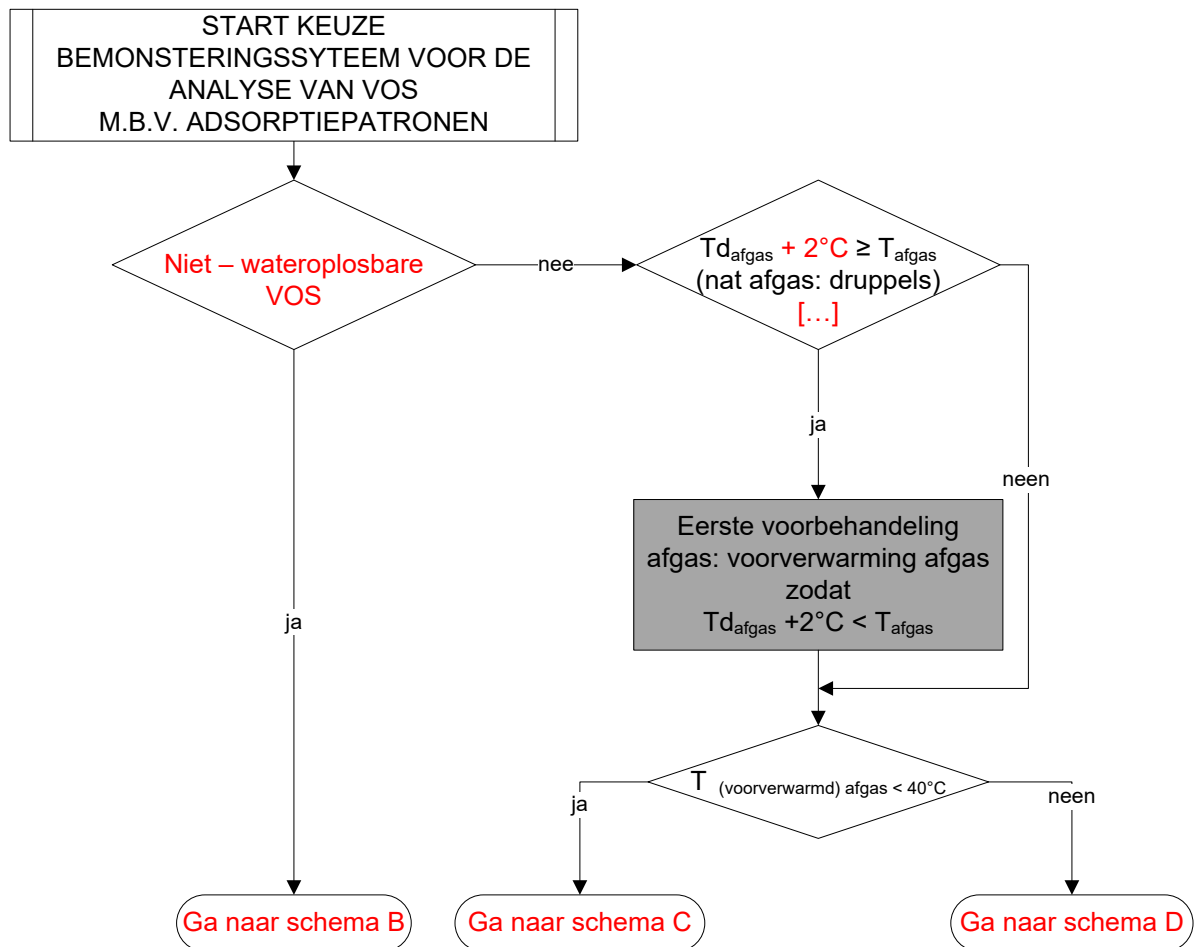 START KEUZE
BEMONSTERINGSSYTEEM VOOR DE
ANALYSE VAN VOS
M.B.V. ADSORPTIEPATRONEN
Niet – wateroplosbare
VOS
nee
Tdafgas + 2°C ≥ Tafgas
(nat afgas: druppels)
[…]
ja
neen
Eerste voorbehandeling
afgas: voorverwarming afgas
zodat
Tdafgas +2°C < Tafgas
ja
T (voorverwarmd) afgas < 40°C
ja
neen
Ga naar schema B
Ga naar schema C
Ga naar schema D